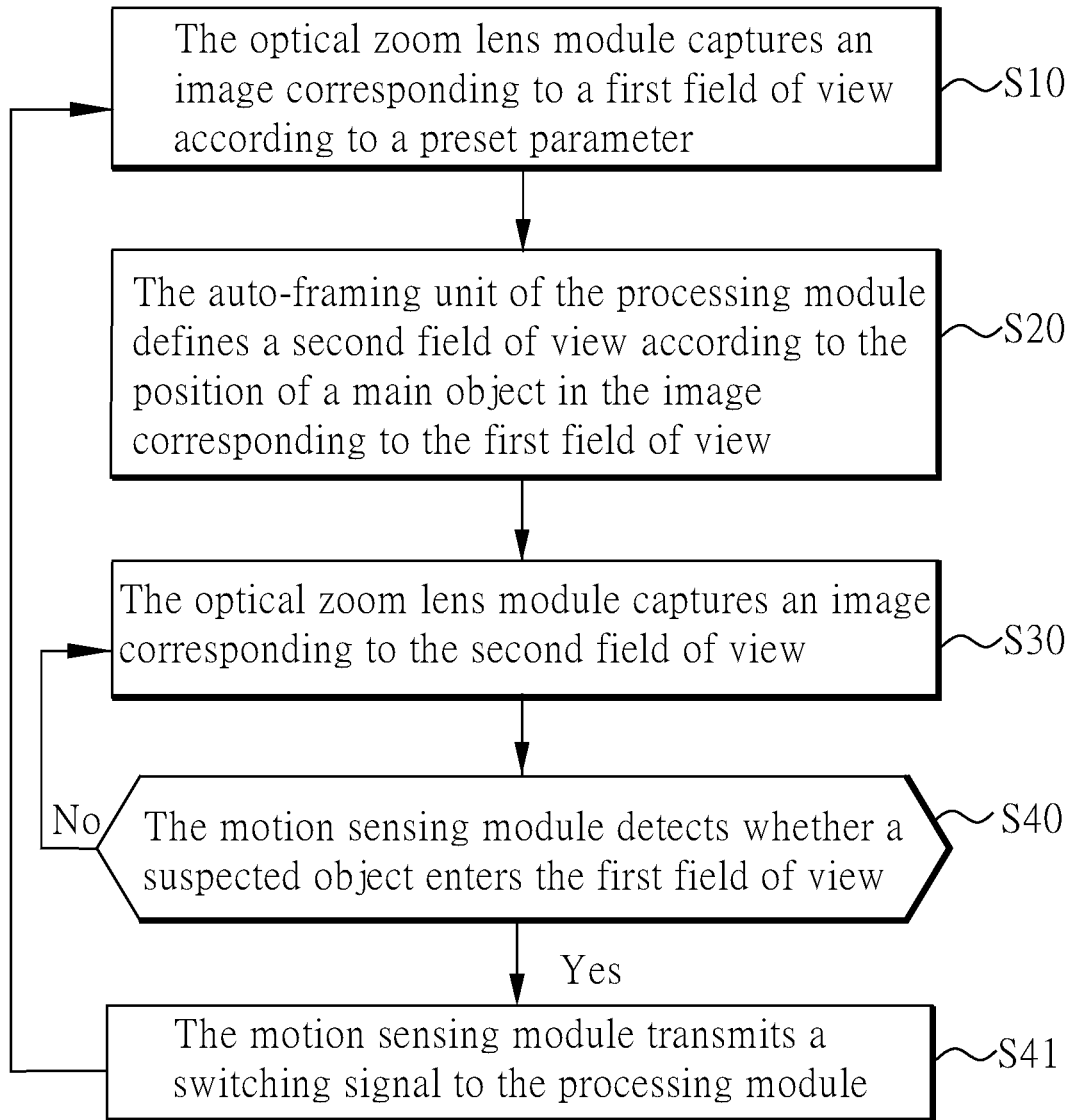 The optical zoom lens module captures an
image corresponding to a first field of view
according to a preset parameter
S10
The auto-framing unit of the processing module
defines a second field of view according to the
position of a main object in the image
corresponding to the first field of view
S20
The optical zoom lens module captures an image
corresponding to the second field of view
S30
No
The motion sensing module detects whether a
suspected object enters the first field of view
S40
Yes
The motion sensing module transmits a
switching signal to the processing module
S41